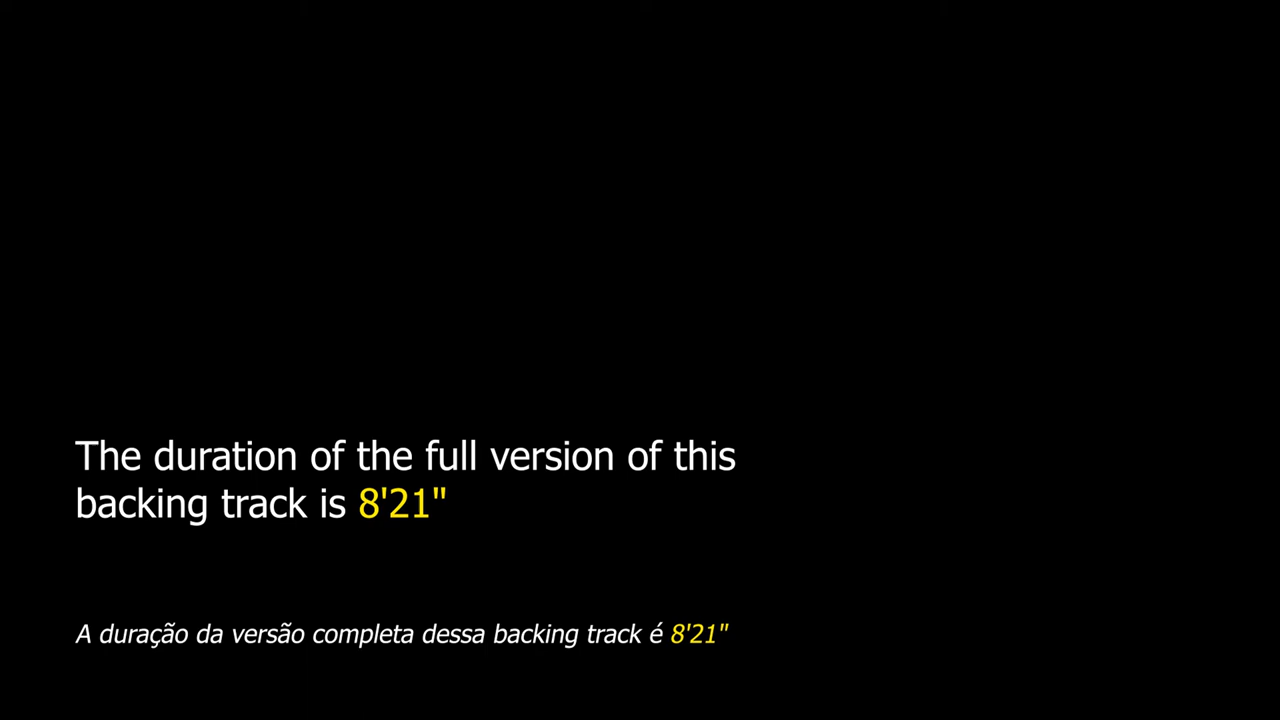 The duration of the full version of this
backing track is 8'21"
A duração da versão completa dessa backing track é 8'21"